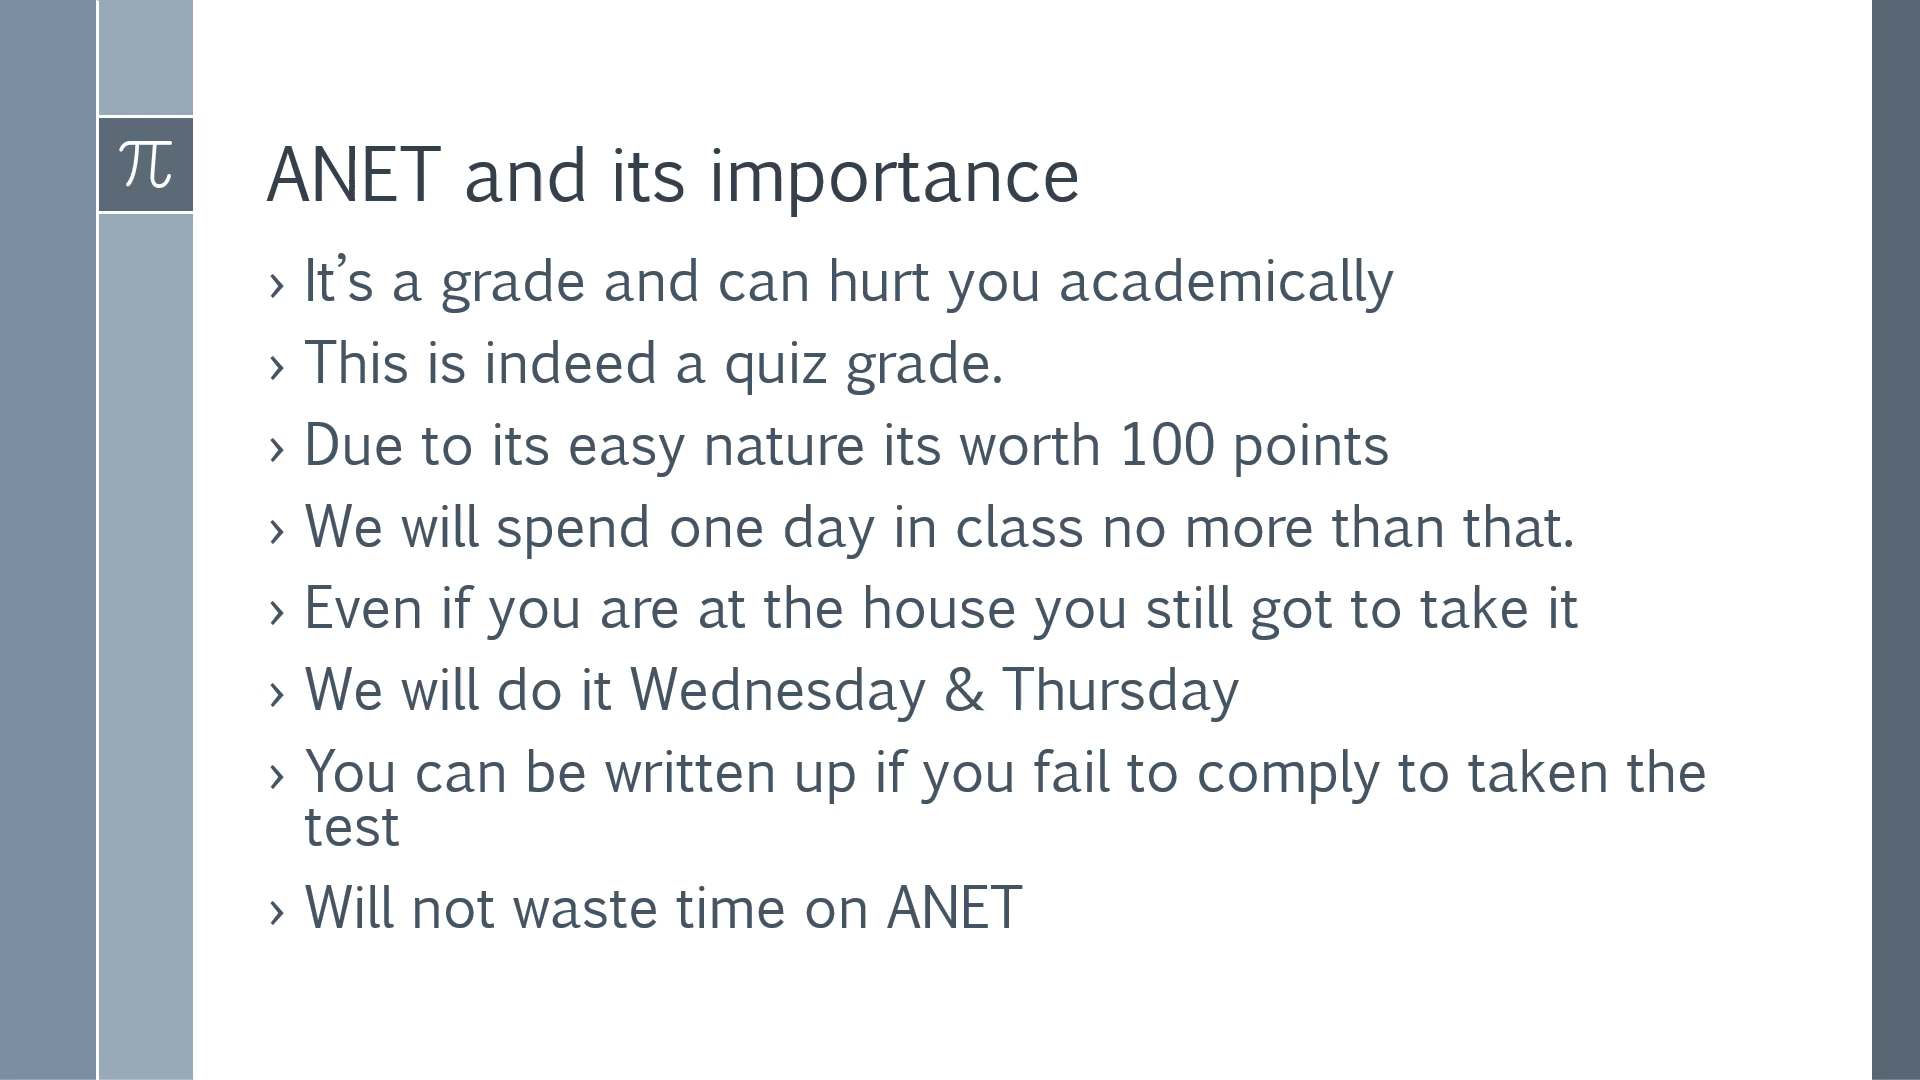 π
ANET and its importance
› It’s a grade and can hurt you academically
› This is indeed a quiz grade.
› Due to its easy nature its worth 100 points
› We will spend one day in class no more than that.
› Even if you are at the house you still got to take it
› We will do it Wednesday & Thursday
› You can be written up if you fail to comply to taken the
test
› Will not waste time on ANET